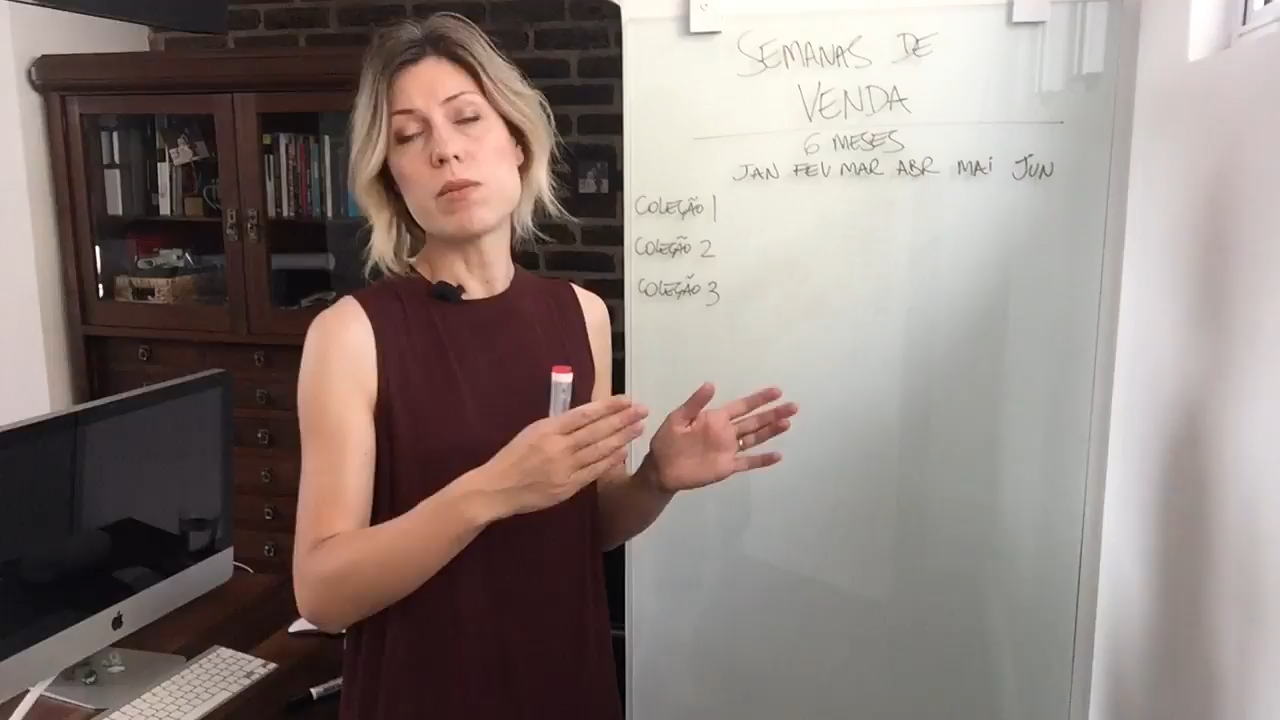 SEMANAS DE
VENDA
6 MESES
JAN FEV MAR ABR MAI JUN
COLEÇÃO 1
COLEÇÃO 2
COLEÇÃO 3